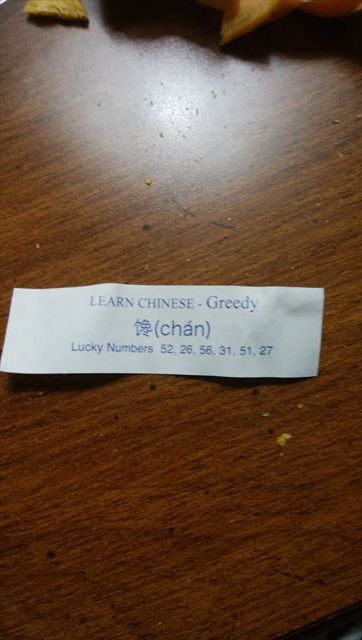 LEARN CHINESE - Greedy
馋(chán)
Lucky Numbers 52, 26, 56, 31, 51, 27